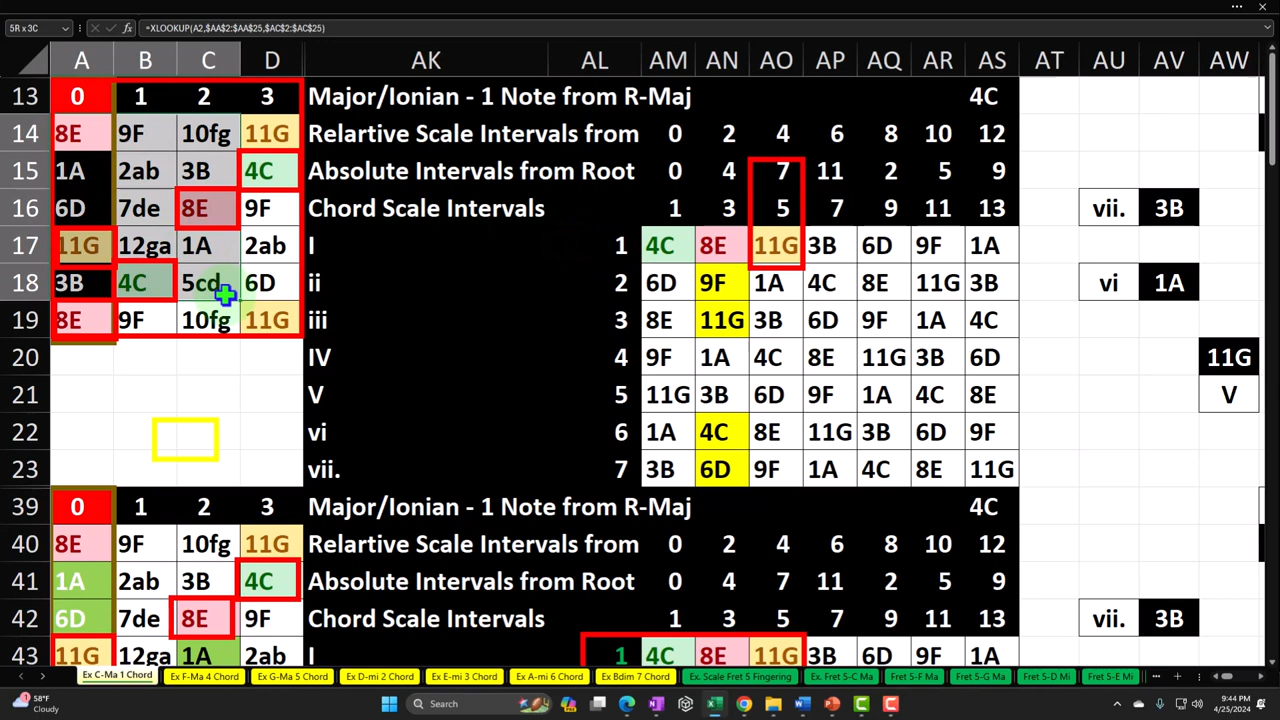 5R x 3C fx =XLOOKUP(A2,$AA$2:$AA$25,$AC$2:$AC$25)
A B C D AK AL AM AN AO AP AQ AR AS AT AU AV AW
13 0 1 2 3 Major/Ionian - 1 Note from R-Maj 4C
14 8E 9F 10fg 11G Relartive Scale Intervals from 0 2 4 6 8 10 12
15 1A 2ab 3B 4C Absolute Intervals from Root 0 4 7 11 2 5 9
16 6D 7de 8E 9F Chord Scale Intervals 1 3 5 7 9 11 13 vii. 3B
17 11G 12ga 1A 2ab I 1 4C 8E 11G 3B 6D 9F 1A
18 3B 4C 5cd 6D ii 2 6D 9F 1A 4C 8E 11G 3B vi 1A
19 8E 9F 10fg 11G iii 3 8E 11G 3B 6D 9F 1A 4C
20 IV 4 9F 1A 4C 8E 11G 3B 6D 11G
21 V 5 11G 3B 6D 9F 1A 4C 8E V
22 vi 6 1A 4C 8E 11G 3B 6D 9F
23 vii. 7 3B 6D 9F 1A 4C 8E 11G
39 0 1 2 3 Major/Ionian - 1 Note from R-Maj 4C
40 8E 9F 10fg 11G Relartive Scale Intervals from 0 2 4 6 8 10 12
41 1A 2ab 3B 4C Absolute Intervals from Root 0 4 7 11 2 5 9
42 6D 7de 8E 9F Chord Scale Intervals 1 3 5 7 9 11 13 vii. 3B
43 11G 12ga 1A 2ab I 1 4C 8E 11G 3B 6D 9F 1A
Ex C-Ma 1 Chord Ex F-Ma 4 Chord Ex G-Ma 5 Chord Ex D-mi 2 Chord Ex E-mi 3 Chord Ex A-mi 6 Chord Ex Bdim 7 Chord Ex. Scale Fret 5 Fingering Ex. Fret 5-C Ma Fret 5-F Ma Fret 5-G Ma Fret 5-D Mi Fret 5-E Mi
58°F
Cloudy
Search
9:44 PM
4/25/2024